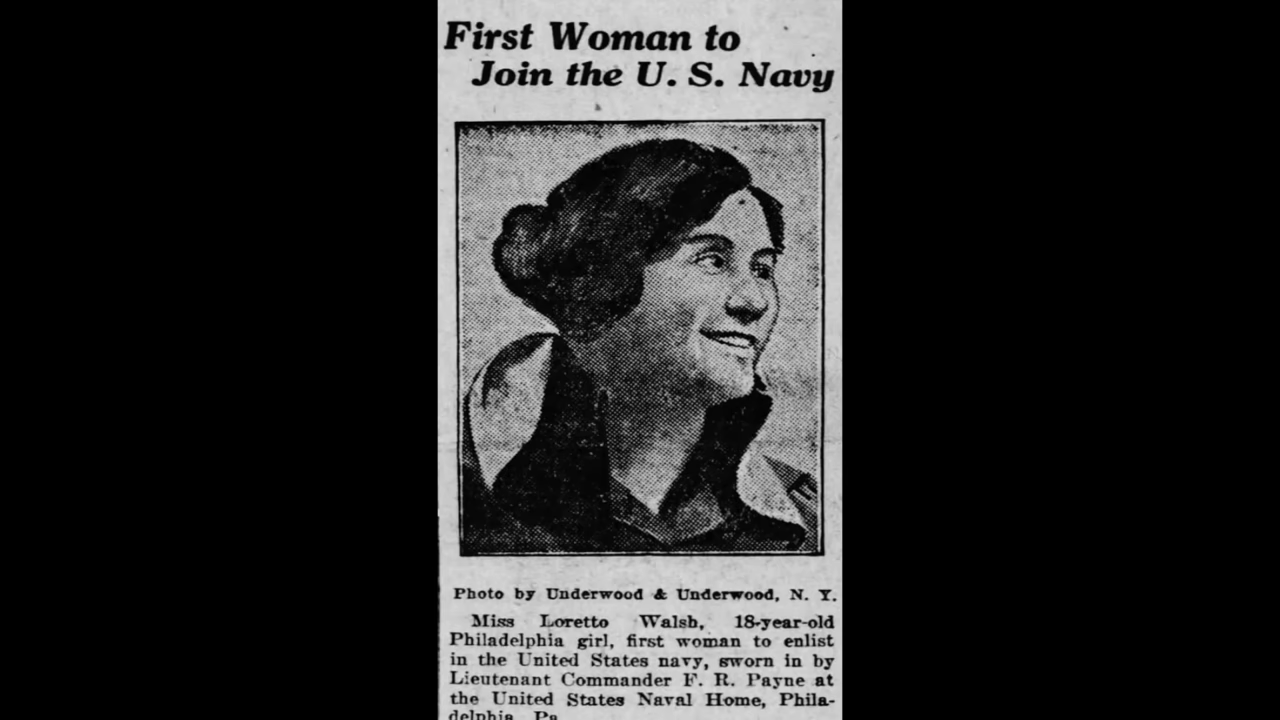 First Woman to
Join the U. S. Navy
Photo by Underwood & Underwood, N. Y.
Miss Loretto Walsh, 18-year-old
Philadelphia girl, first woman to enlist
in the United States navy, sworn in by
Lieutenant Commander F. R. Payne at
the United States Naval Home, Phila-
delphia, Pa.